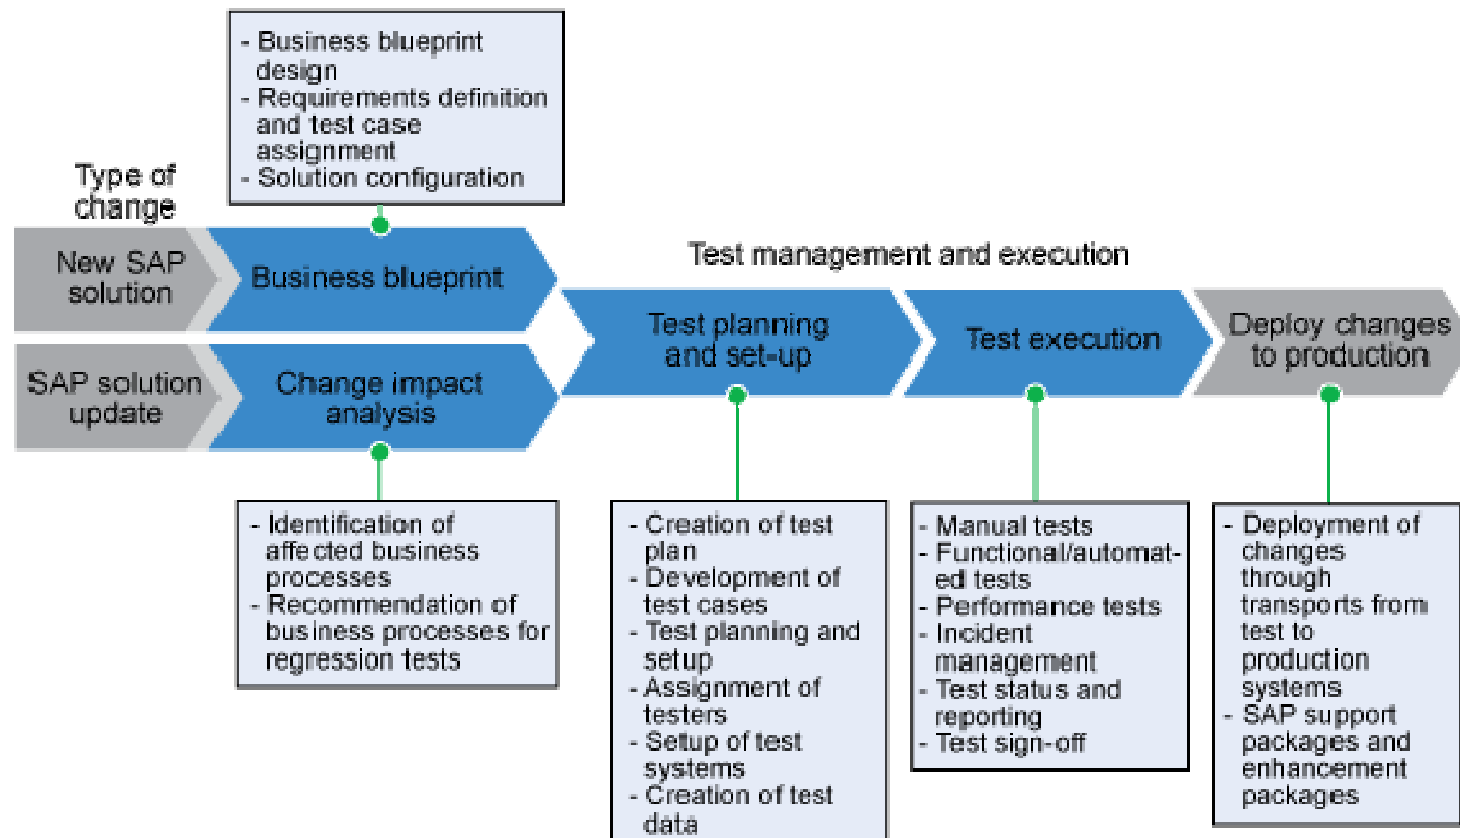 - Business blueprint
design
- Requirements definition
and test case
assignment
- Solution configuration
Type of
change
New SAP
solution
Business blueprint
Test management and execution
SAP solution
update
Change impact
analysis
Test planning
and set-up
Test execution
Deploy changes
to production
- Identification of
affected business
processes
- Recommendation of
business processes for
regression tests
- Creation of test
plan
- Development of
test cases
- Test planning and
setup
- Assignment of
testers
- Setup of test
systems
- Creation of test
data
- Manual tests
- Functional/automat-
ed tests
- Performance tests
- Incident
management
- Test status and
reporting
- Test sign-off
- Deployment of
changes
through
transports from
test to
production
systems
- SAP support
packages and
enhancement
packages